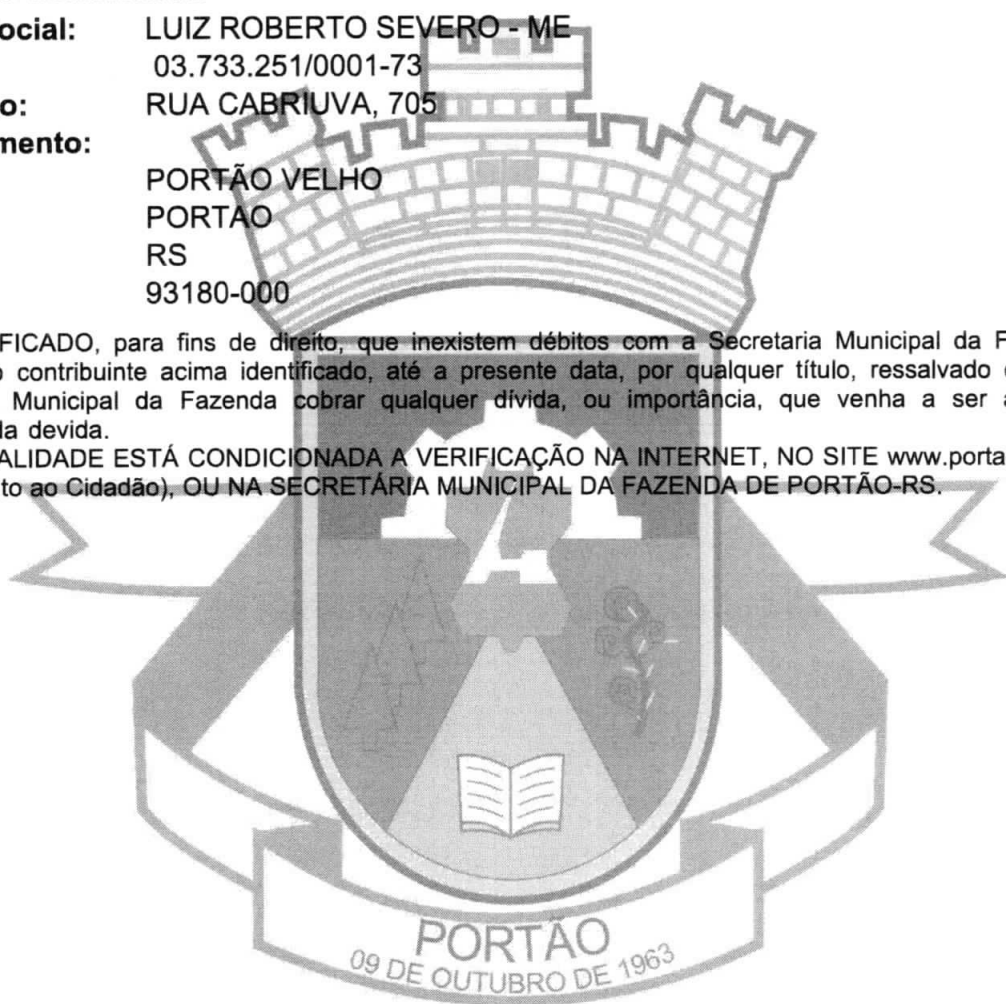 ocial: LUIZ ROBERTO SEVERO - ME
03.733.251/0001-73
o: RUA CABRIUVA, 705
mento:
PORTÃO VELHO
PORTAO
RS
93180-000
FICADO, para fins de direito, que inexistem débitos com a Secretaria Municipal da F
o contribuinte acima identificado, até a presente data, por qualquer título, ressalvado
Municipal da Fazenda cobrar qualquer dívida, ou importância, que venha a ser a
da devida.
ALIDADE ESTÁ CONDICIONADA A VERIFICAÇÃO NA INTERNET, NO SITE www.porta
to ao Cidadão), OU NA SECRETÁRIA MUNICIPAL DA FAZENDA DE PORTÃO-RS.
PORTÃO
09 DE OUTUBRO DE 1963